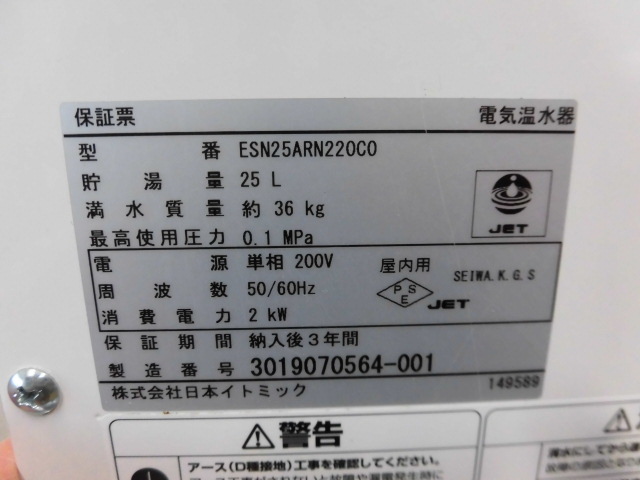 保証票 電気温水器
型番 ESN25ARN220C0
貯湯量 25 L
満水質量 約 36 kg
JET
最高使用圧力 0.1 MPa
電源 単相 200V 屋内用
SEIWA.K.G.S
周波数 50/60Hz
PSE JET
消費電力 2 kW
保証期間 納入後3年間
製造番号 3019070564-001
株式会社日本イトミック 149589
警告
アース(D種接地)工事を確認してください。